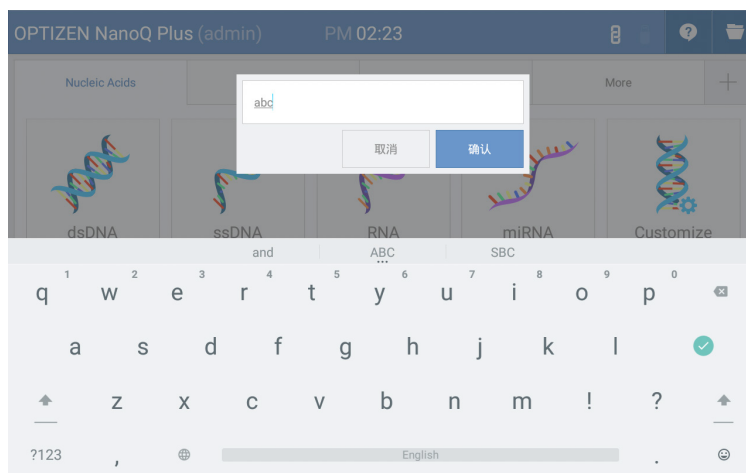 OPTIZEN NanoQ Plus (admin) PM 02:23
Nucleic Acids More
abc
取消 确认
dsDNA ssDNA RNA miRNA Customize
and ABC SBC
1 2 3 4 5 6 7 8 9 0
q w e r t y u i o p
a s d f g h j k l
z x c v b n m ! ?
?123 , English .